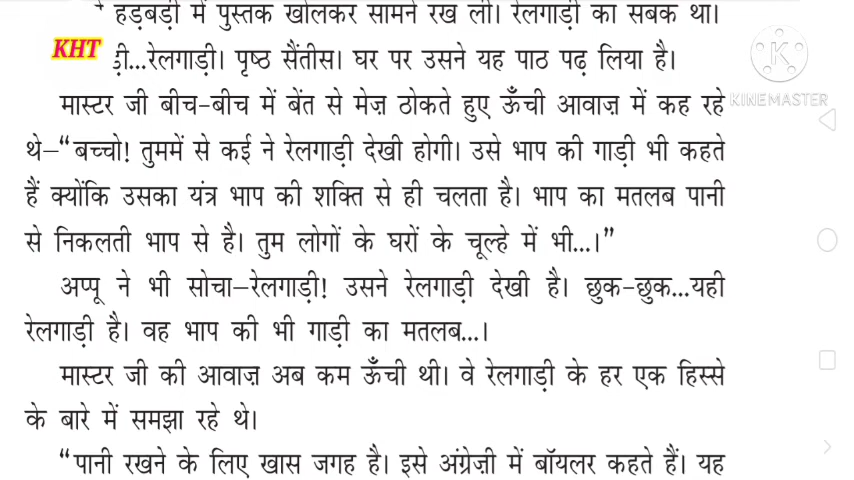 हड़बड़ी में पुस्तक खोलकर सामने रख ली। रेलगाड़ी का सबक था।
KHT ...रेलगाड़ी। पृष्ठ सैंतीस। घर पर उसने यह पाठ पढ़ लिया है।
मास्टर जी बीच-बीच में बेंत से मेज़ ठोकते हुए ऊँची आवाज़ में कह रहे
KINEMASTER
थे–“बच्चो! तुममें से कई ने रेलगाड़ी देखी होगी। उसे भाप की गाड़ी भी कहते
हैं क्योंकि उसका यंत्र भाप की शक्ति से ही चलता है। भाप का मतलब पानी
से निकलती भाप से है। तुम लोगों के घरों के चूल्हे में भी...।”
अप्पू ने भी सोचा–रेलगाड़ी! उसने रेलगाड़ी देखी है। छुक-छुक...यही
रेलगाड़ी है। वह भाप की भी गाड़ी का मतलब...।
मास्टर जी की आवाज़ अब कम ऊँची थी। वे रेलगाड़ी के हर एक हिस्से
के बारे में समझा रहे थे।
“पानी रखने के लिए खास जगह है। इसे अंग्रेज़ी में बॉयलर कहते हैं। यह